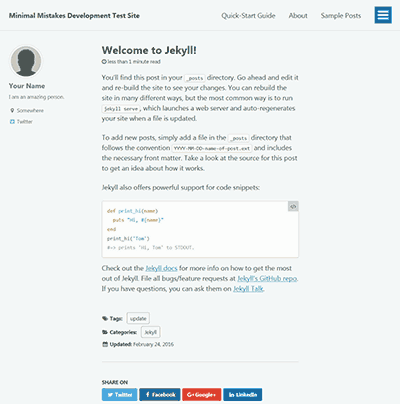 Minimal Mistakes Development Test Site
Quick-Start Guide
About
Sample Posts
Your Name
I am an amazing person.
Somewhere
Twitter
Welcome to Jekyll!
less than 1 minute read
You'll find this post in your _posts directory. Go ahead and edit it
and re-build the site to see your changes. You can rebuild the
site in many different ways, but the most common way is to run
jekyll serve, which launches a web server and auto-regenerates
your site when a file is updated.
To add new posts, simply add a file in the _posts directory that
follows the convention YYYY-MM-DD-name-of-post.ext and includes
the necessary front matter. Take a look at the source for this post
to get an idea about how it works.
Jekyll also offers powerful support for code snippets:
</>
def print_hi(name)
puts "Hi, #{name}"
end
print_hi('Tom')
#=> prints 'Hi, Tom' to STDOUT.
Check out the Jekyll docs for more info on how to get the most
out of Jekyll. File all bugs/feature requests at Jekyll's GitHub repo.
If you have questions, you can ask them on Jekyll Talk.
Tags: update
Categories: Jekyll
Updated: February 24, 2016
SHARE ON
Twitter
Facebook
Google+
LinkedIn